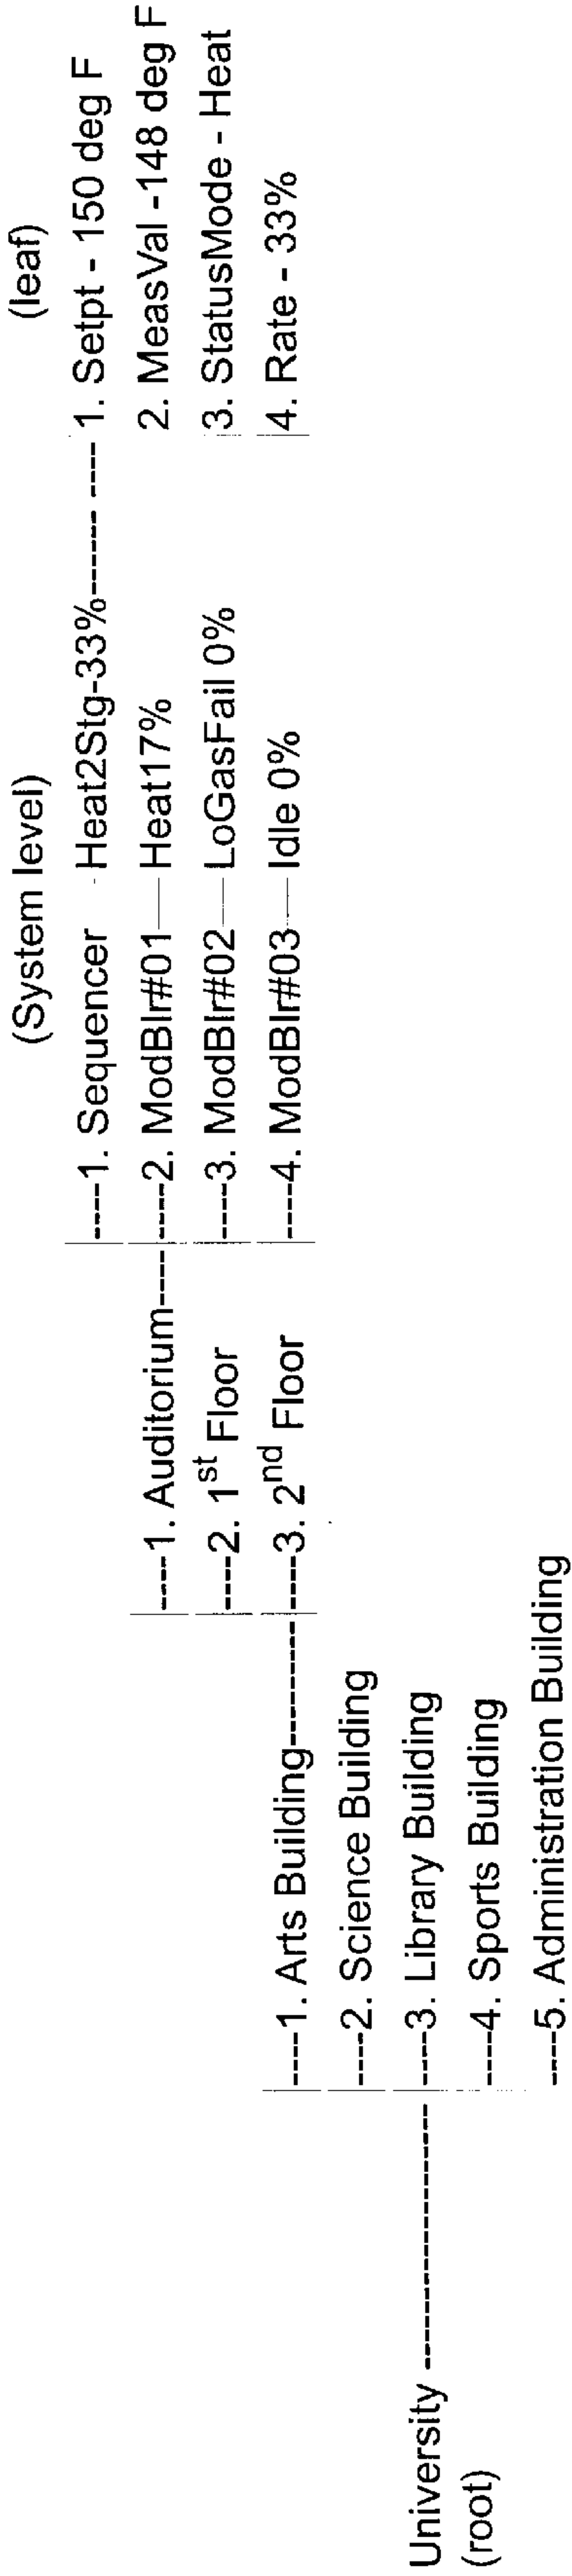 (System level) (leaf)
----1. Sequencer - Heat2Stg-33%------ ---- 1. Setpt - 150 deg F
----1. Auditorium---- ----2. ModBlr#01 — Heat17% 2. MeasVal -148 deg F
----2. 1st Floor ----3. ModBlr#02 — LoGasFail 0% 3. StatusMode - Heat
----1. Arts Building---------- ----3. 2nd Floor ----4. ModBlr#03 — Idle 0% 4. Rate - 33%
----2. Science Building
University -------------------- ----3. Library Building
(root) ----4. Sports Building
----5. Administration Building